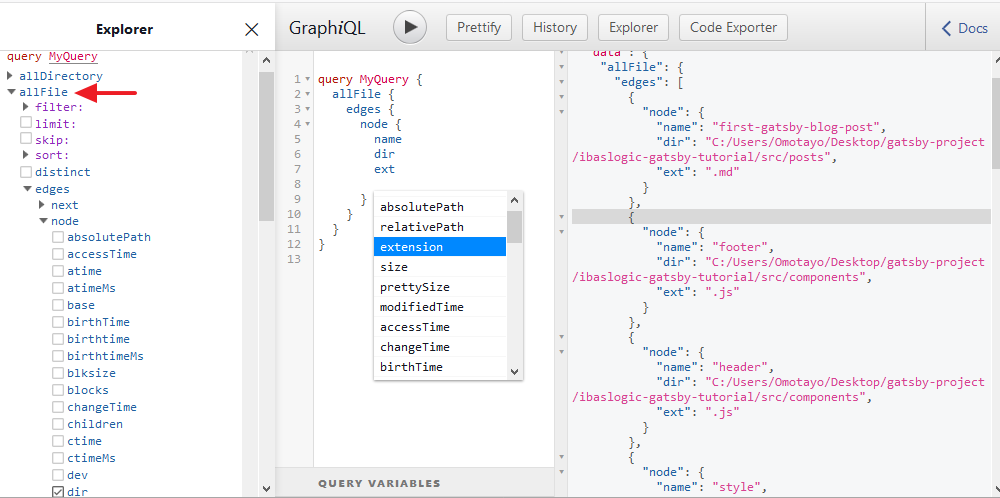 Explorer
query MyQuery
allDirectory
allFile
filter:
limit:
skip:
sort:
distinct
edges
next
node
absolutePath
accessTime
atime
atimeMs
base
birthTime
birthtime
birthtimeMs
blksize
blocks
changeTime
children
ctime
ctimeMs
dev
dir
GraphiQL
Prettify
History
Explorer
Code Exporter
Docs
1 query MyQuery {
2 allFile {
3 edges {
4 node {
5 name
6 dir
7 ext
8
9 }
10 }
11 }
12 }
13
absolutePath
relativePath
extension
size
prettySize
modifiedTime
accessTime
changeTime
birthTime
QUERY VARIABLES
"data": {
"allFile": {
"edges": [
{
"node": {
"name": "first-gatsby-blog-post",
"dir": "C:/Users/Omotayo/Desktop/gatsby-project
/ibaslogic-gatsby-tutorial/src/posts",
"ext": ".md"
}
},
{
"node": {
"name": "footer",
"dir": "C:/Users/Omotayo/Desktop/gatsby-project
/ibaslogic-gatsby-tutorial/src/components",
"ext": ".js"
}
},
{
"node": {
"name": "header",
"dir": "C:/Users/Omotayo/Desktop/gatsby-project
/ibaslogic-gatsby-tutorial/src/components",
"ext": ".js"
}
},
{
"node": {
"name": "style",